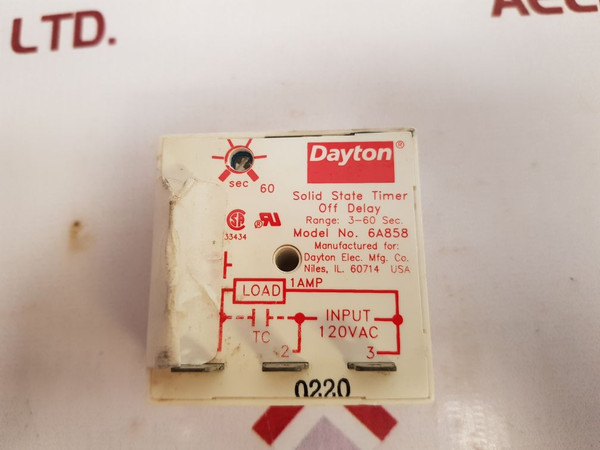 LTD.
Dayton®
sec 60
Solid State Timer
Off Delay
Range: 3-60 Sec.
Model No. 6A858
Manufactured for:
Dayton Elec. Mfg. Co.
Niles, IL. 60714 USA
33434
1AMP
LOAD
INPUT
120VAC
TC
2
3
0220